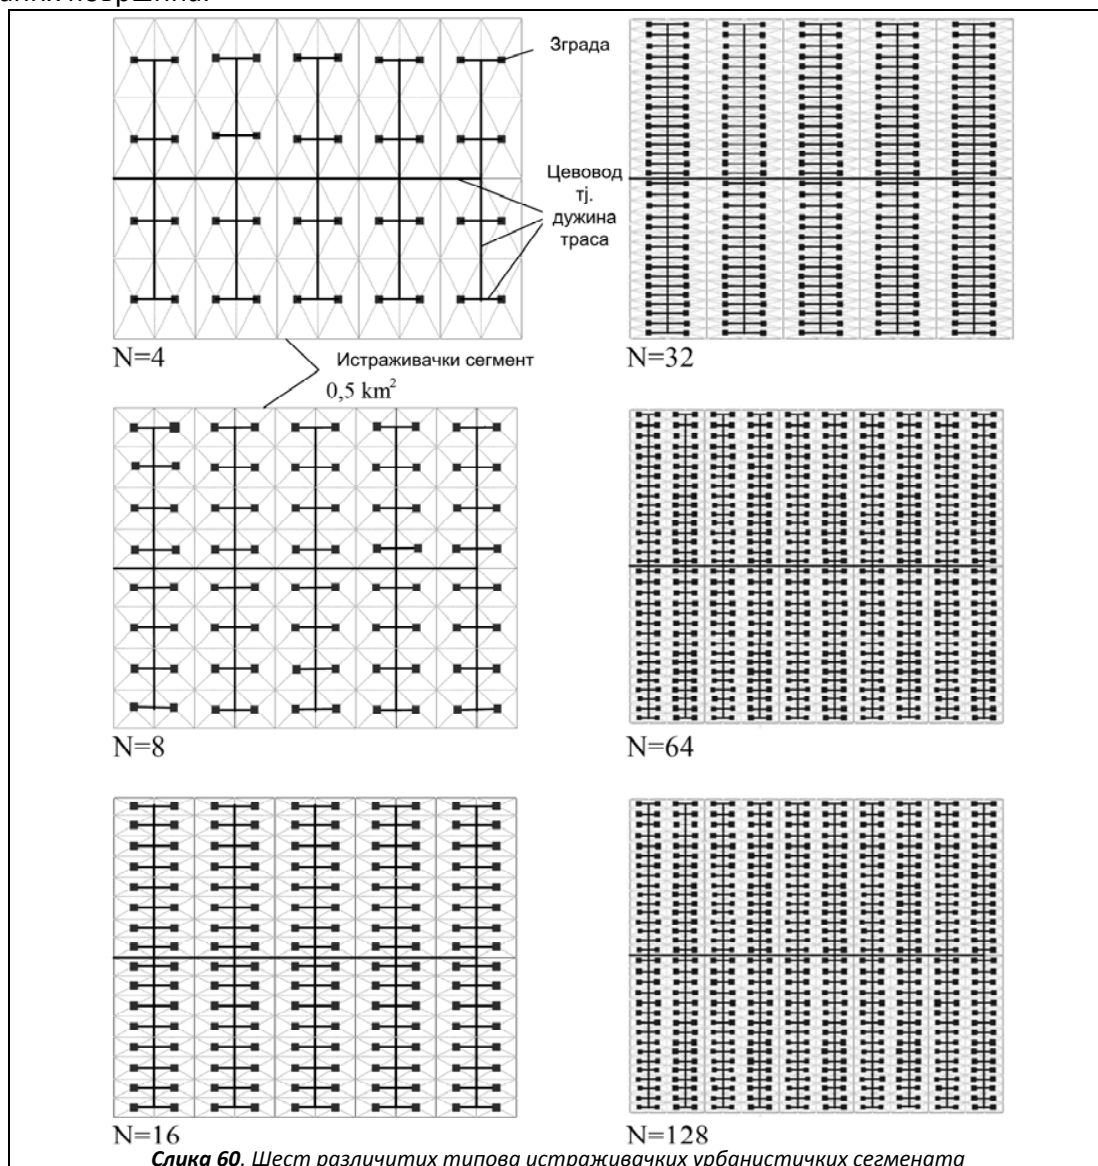 Зграда
Цевовод
тј.
дужина
траса
N=4
N=32
Истраживачки сегмент
0,5 km²
N=8
N=64
N=16
N=128
Слика 60. Шест различитих типова истраживачких урбанистичких сегмената